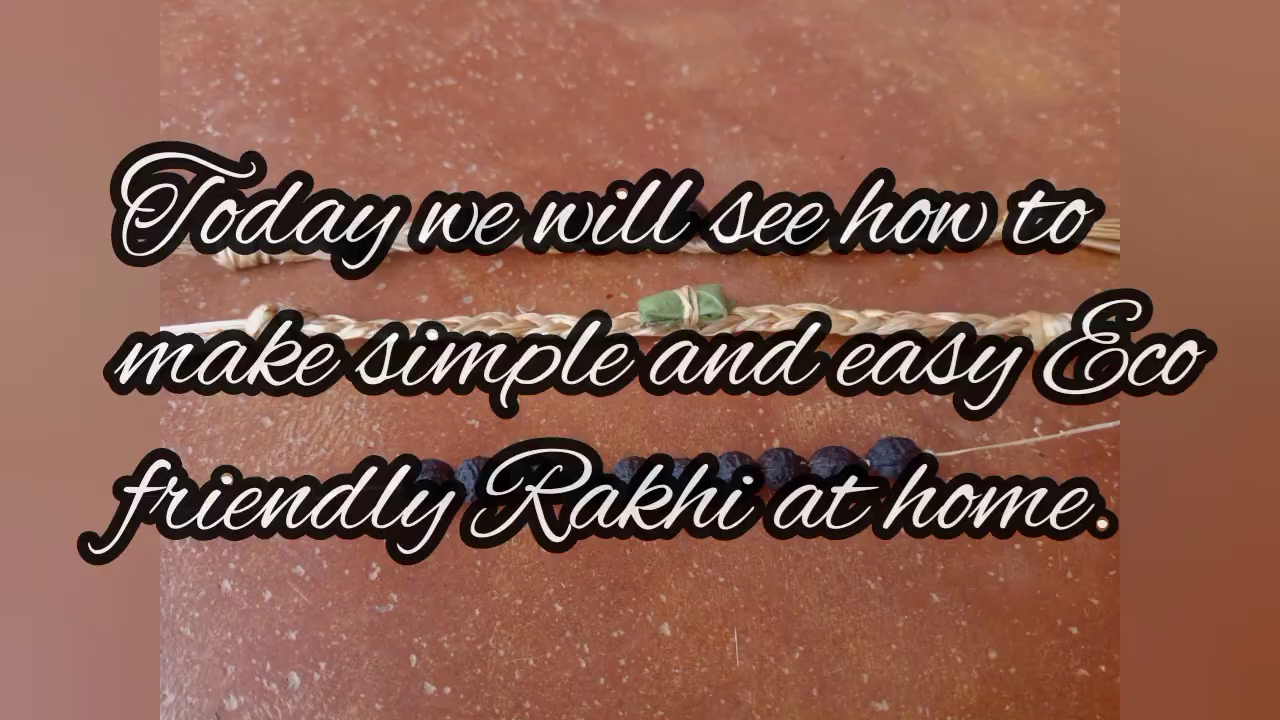 Today we will see how to
make simple and easy Eco
friendly Rakhi at home.